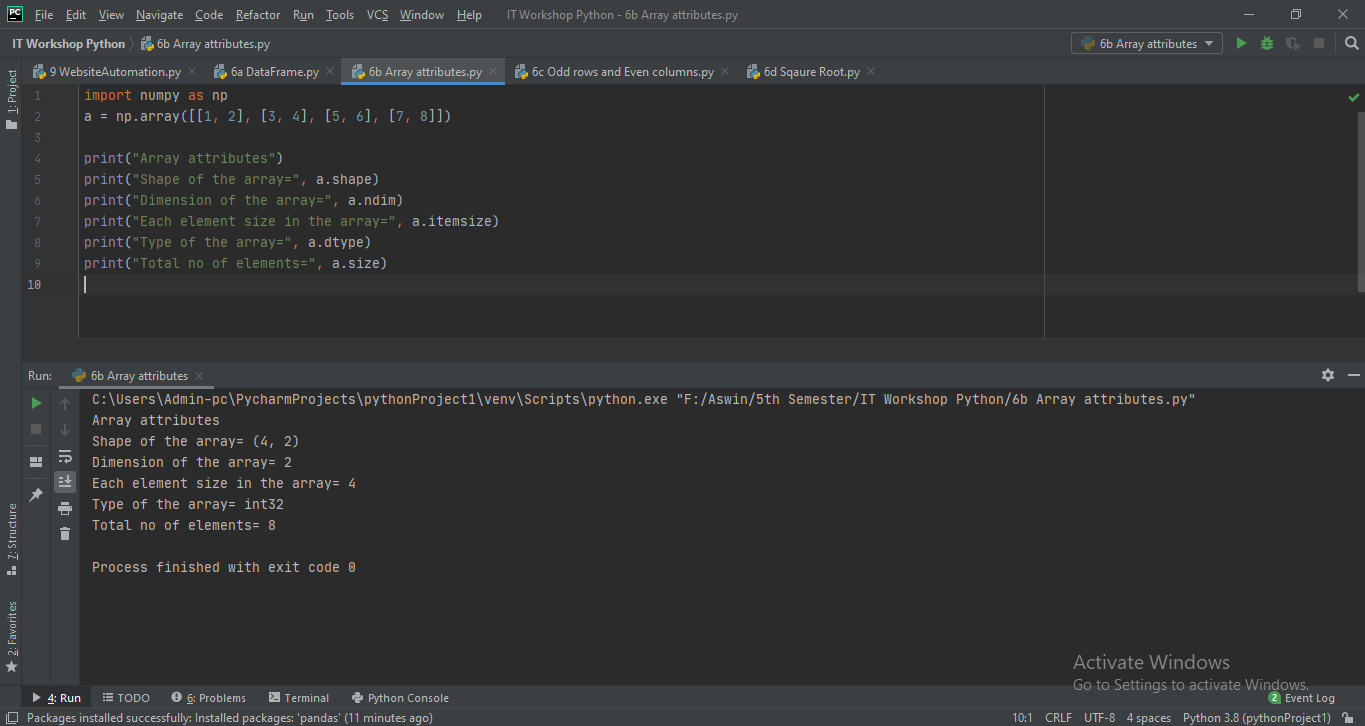 PC File Edit View Navigate Code Refactor Run Tools VCS Window Help IT Workshop Python - 6b Array attributes.py
IT Workshop Python 6b Array attributes.py 6b Array attributes
9 WebsiteAutomation.py 6a DataFrame.py 6b Array attributes.py 6c Odd rows and Even columns.py 6d Sqaure Root.py
1: Project
1 import numpy as np
2 a = np.array([[1, 2], [3, 4], [5, 6], [7, 8]])
3
4 print("Array attributes")
5 print("Shape of the array=", a.shape)
6 print("Dimension of the array=", a.ndim)
7 print("Each element size in the array=", a.itemsize)
8 print("Type of the array=", a.dtype)
9 print("Total no of elements=", a.size)
10
Run: 6b Array attributes
C:\Users\Admin-pc\PycharmProjects\pythonProject1\venv\Scripts\python.exe "F:/Aswin/5th Semester/IT Workshop Python/6b Array attributes.py"
Array attributes
Shape of the array= (4, 2)
Dimension of the array= 2
Each element size in the array= 4
Type of the array= int32
Total no of elements= 8
Process finished with exit code 0
7: Structure
2: Favorites
Activate Windows
Go to Settings to activate Windows.
4: Run TODO 6: Problems Terminal Python Console 2 Event Log
Packages installed successfully: Installed packages: 'pandas' (11 minutes ago) 10:1 CRLF UTF-8 4 spaces Python 3.8 (pythonProject1)